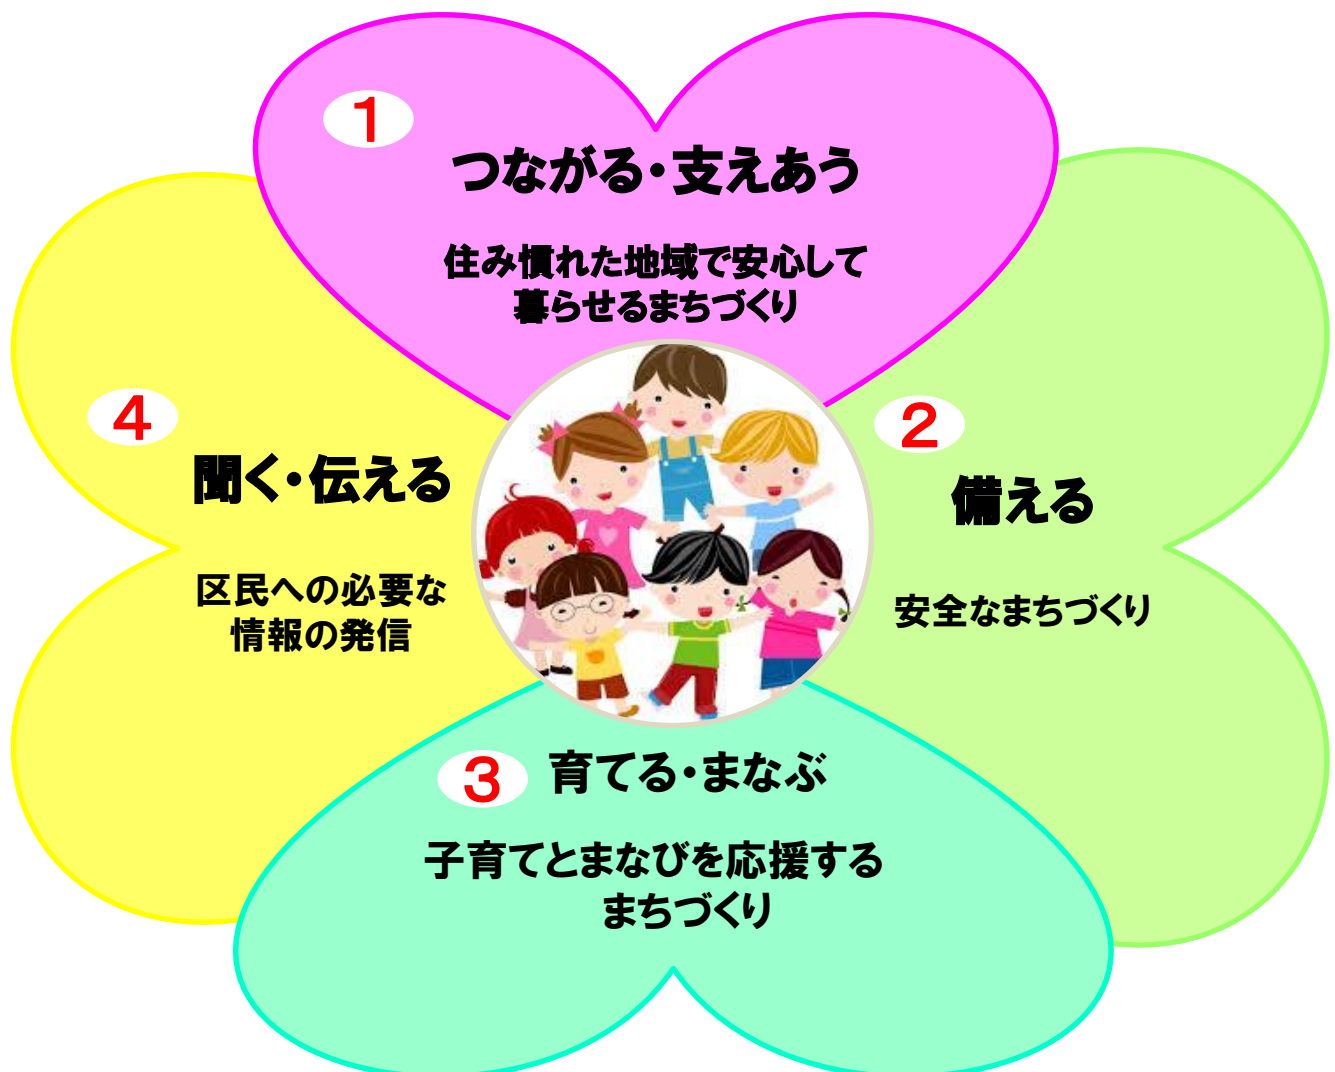 1
つながる・支えあう
住み慣れた地域で安心して
暮らせるまちづくり
2
備える
安全なまちづくり
3
育てる・まなぶ
子育てとまなびを応援する
まちづくり
4
聞く・伝える
区民への必要な
情報の発信